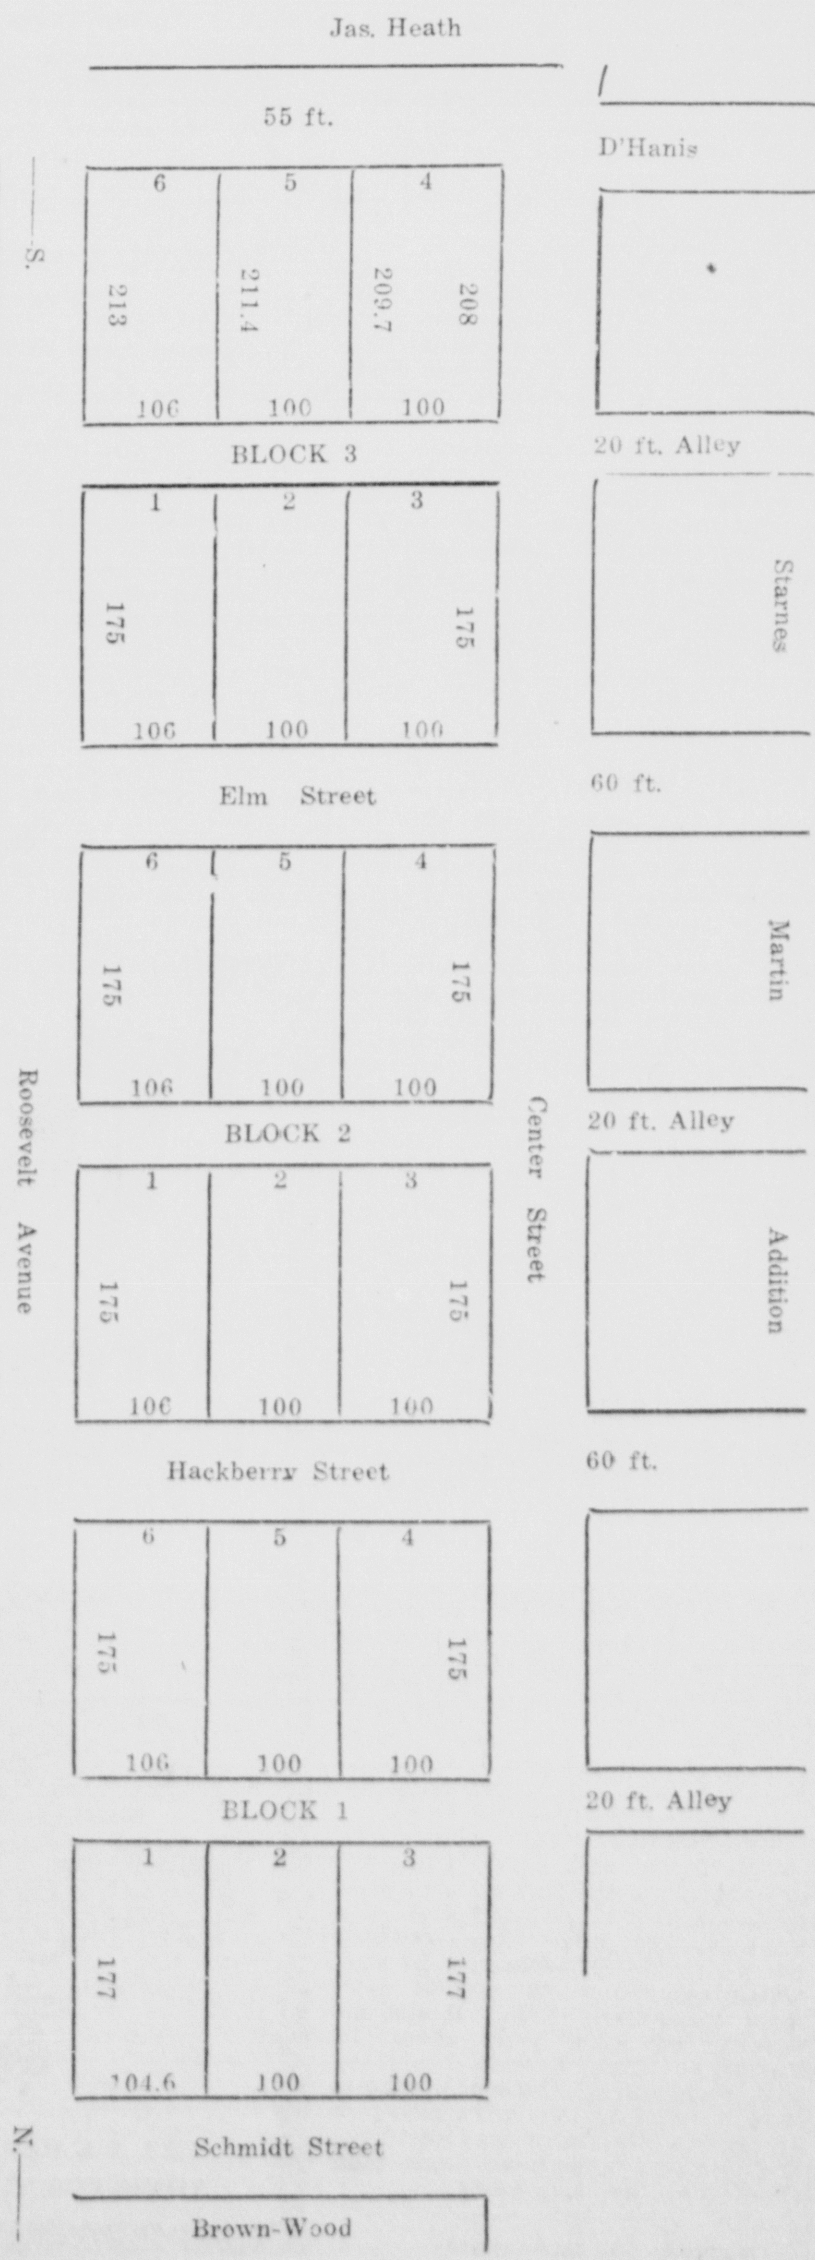 Jas. Heath
55 ft.
D'Hanis
S.
6 5 4
213 211.4 209.7 208
106 100 100
BLOCK 3
20 ft. Alley
1 2 3
175 175
Starnes
106 100 100
Elm Street
60 ft.
6 5 4
175 175
Martin
106 100 100
BLOCK 2
20 ft. Alley
Roosevelt Avenue
Center Street
1 2 3
175 175
Addition
106 100 100
Hackberry Street
60 ft.
6 5 4
175 175
106 100 100
BLOCK 1
20 ft. Alley
1 2 3
177 177
104.6 100 100
N.
Schmidt Street
Brown-Wood